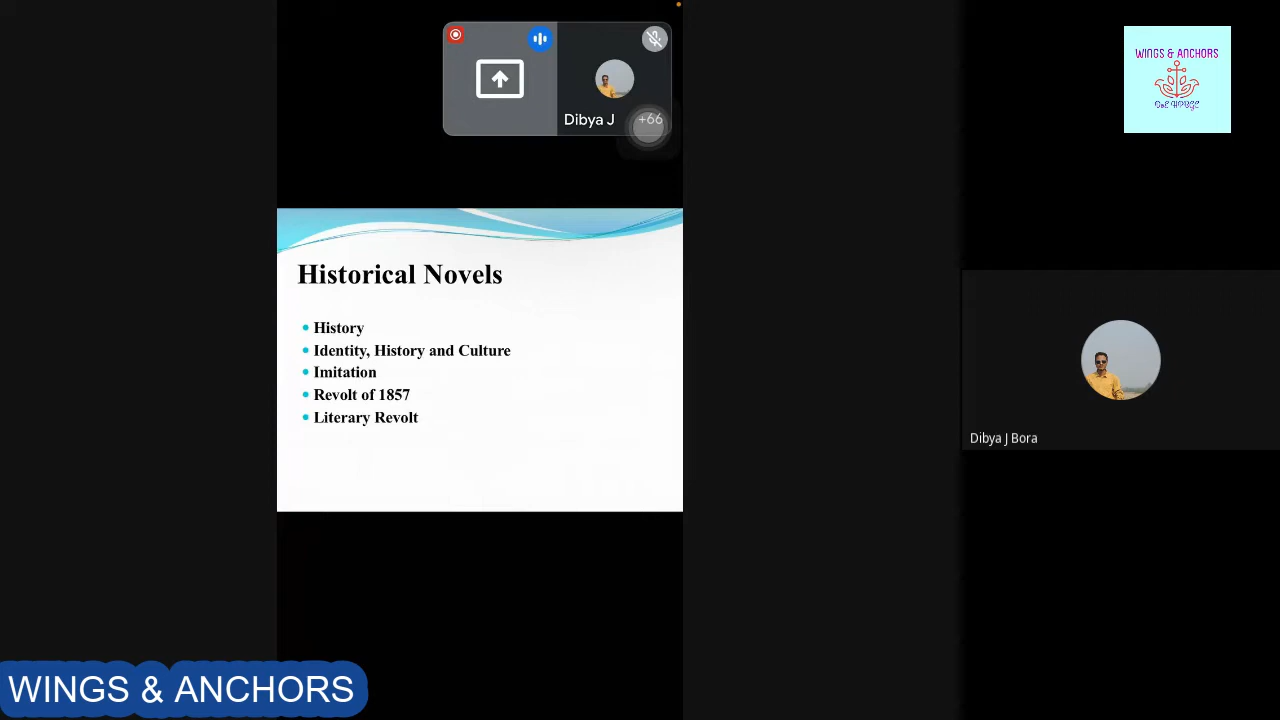 WINGS & ANCHORS
Dibya J
+66
Historical Novels
History
Identity, History and Culture
Imitation
Revolt of 1857
Literary Revolt
Dibya J Bora
WINGS & ANCHORS